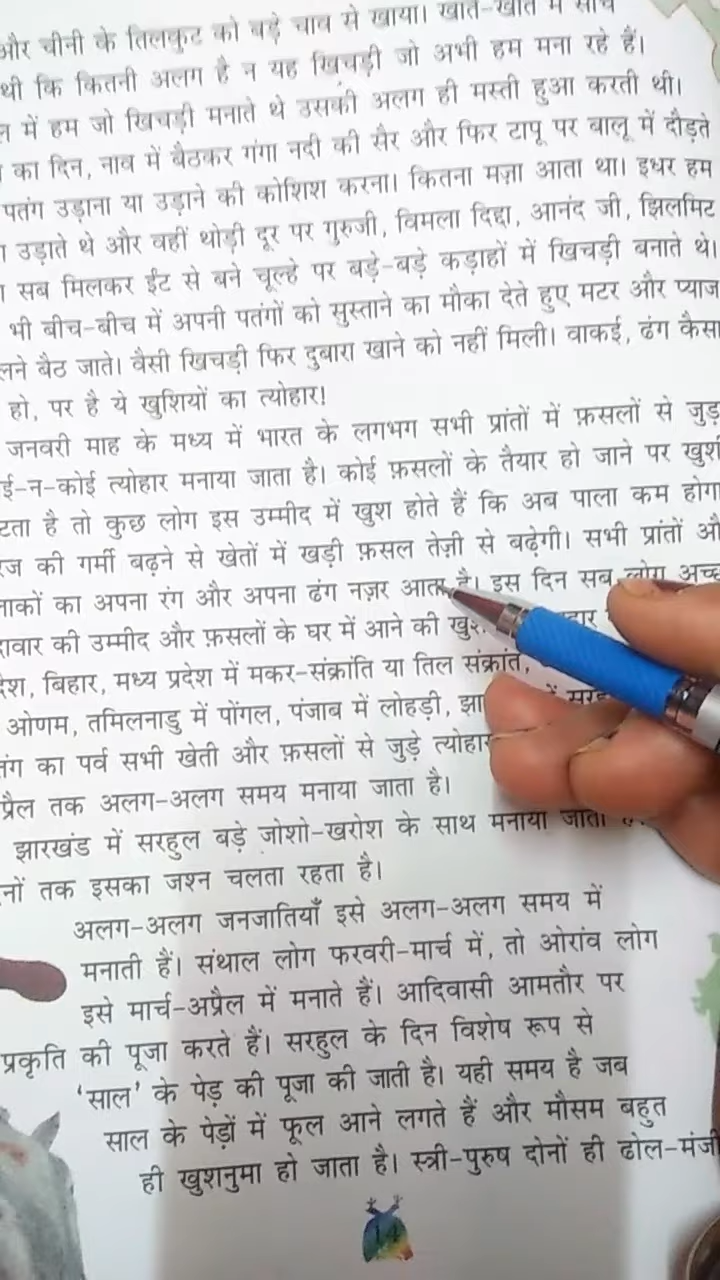 और चीनी के तिलकुट को बड़े चाव से खाया। खाते-खाते में सोच
थी कि कितनी अलग है न यह खिचड़ी जो अभी हम मना रहे हैं।
में हम जो खिचड़ी मनाते थे उसकी अलग ही मस्ती हुआ करती थी।
का दिन, नाव में बैठकर गंगा नदी की सैर और फिर टापू पर बालू में दौड़ते
पतंग उड़ाना या उड़ाने की कोशिश करना। कितना मज़ा आता था। इधर हम
उड़ाते थे और वहीं थोड़ी दूर पर गुरुजी, विमला दिद्दा, आनंद जी, झिलमिट
सब मिलकर ईंट से बने चूल्हे पर बड़े-बड़े कड़ाहों में खिचड़ी बनाते थे।
भी बीच-बीच में अपनी पतंगों को सुस्ताने का मौका देते हुए मटर और प्याज
लने बैठ जाते। वैसी खिचड़ी फिर दुबारा खाने को नहीं मिली। वाकई, ढंग कैसा
हो, पर है ये खुशियों का त्योहार!
जनवरी माह के मध्य में भारत के लगभग सभी प्रांतों में फ़सलों से जुड़
ई-न-कोई त्योहार मनाया जाता है। कोई फ़सलों के तैयार हो जाने पर खुशी
टता है तो कुछ लोग इस उम्मीद में खुश होते हैं कि अब पाला कम होगा
रज की गर्मी बढ़ने से खेतों में खड़ी फ़सल तेज़ी से बढ़ेगी। सभी प्रांतों औ
नाकों का अपना रंग और अपना ढंग नज़र आता है। इस दिन सब लोग अच्छ
दावार की उम्मीद और फ़सलों के घर में आने की
देश, बिहार, मध्य प्रदेश में मकर-संक्रांति या तिल संक्रांत,
ओणम, तमिलनाडु में पोंगल, पंजाब में लोहड़ी, में
तंग का पर्व सभी खेती और फ़सलों से जुड़े त्योहार
प्रैल तक अलग-अलग समय मनाया जाता है।
झारखंड में सरहुल बड़े जोशो-खरोश के साथ मनाया जाता
नों तक इसका जश्न चलता रहता है।
अलग-अलग जनजातियाँ इसे अलग-अलग समय में
मनाती हैं। संथाल लोग फरवरी-मार्च में, तो ओरांव लोग
इसे मार्च-अप्रैल में मनाते हैं। आदिवासी आमतौर पर
प्रकृति की पूजा करते हैं। सरहुल के दिन विशेष रूप से
'साल' के पेड़ की पूजा की जाती है। यही समय है जब
साल के पेड़ों में फूल आने लगते हैं और मौसम बहुत
ही खुशनुमा हो जाता है। स्त्री-पुरुष दोनों ही ढोल-मंजी
14